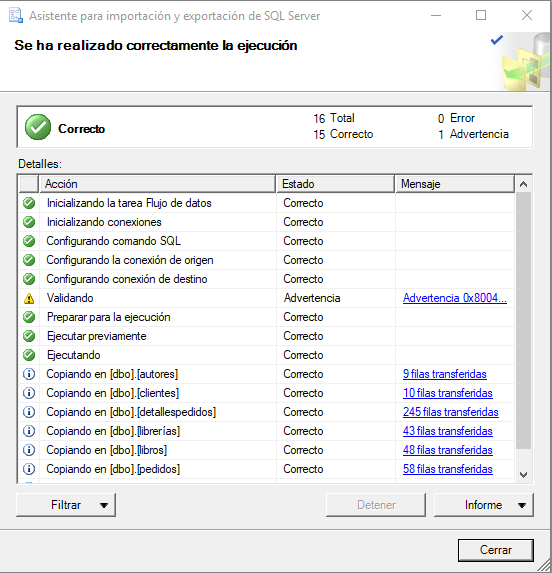 Asistente para importación y exportación de SQL Server
Se ha realizado correctamente la ejecución
Correcto
16 Total 0 Error
15 Correcto 1 Advertencia
Detalles:
Acción Estado Mensaje
Inicializando la tarea Flujo de datos Correcto
Inicializando conexiones Correcto
Configurando comando SQL Correcto
Configurando la conexión de origen Correcto
Configurando conexión de destino Correcto
Validando Advertencia Advertencia 0x8004...
Preparar para la ejecución Correcto
Ejecutar previamente Correcto
Ejecutando Correcto
Copiando en [dbo].[autores] Correcto 9 filas transferidas
Copiando en [dbo].[clientes] Correcto 10 filas transferidas
Copiando en [dbo].[detallespedidos] Correcto 245 filas transferidas
Copiando en [dbo].[librerías] Correcto 43 filas transferidas
Copiando en [dbo].[libros] Correcto 48 filas transferidas
Copiando en [dbo].[pedidos] Correcto 58 filas transferidas
Filtrar Detener Informe
Cerrar